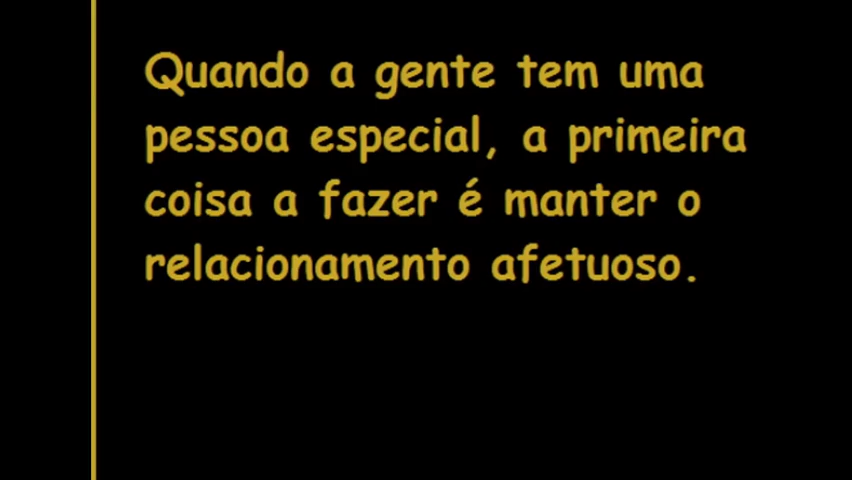 Quando a gente tem uma
pessoa especial, a primeira
coisa a fazer é manter o
relacionamento afetuoso.